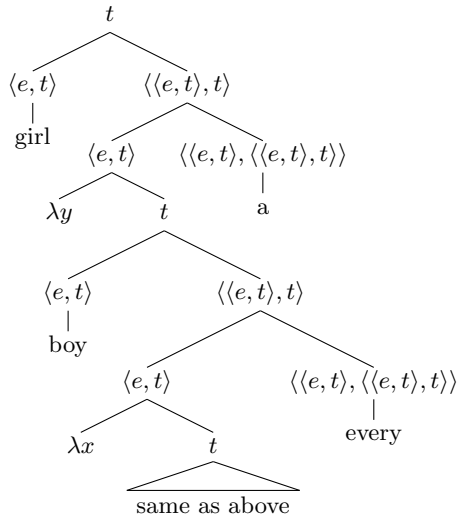 t
⟨e, t⟩ ⟨⟨e, t⟩, t⟩
girl
⟨e, t⟩ ⟨⟨e, t⟩, ⟨⟨e, t⟩, t⟩⟩
λy t a
⟨e, t⟩ ⟨⟨e, t⟩, t⟩
boy
⟨e, t⟩ ⟨⟨e, t⟩, ⟨⟨e, t⟩, t⟩⟩
λx t every
same as above